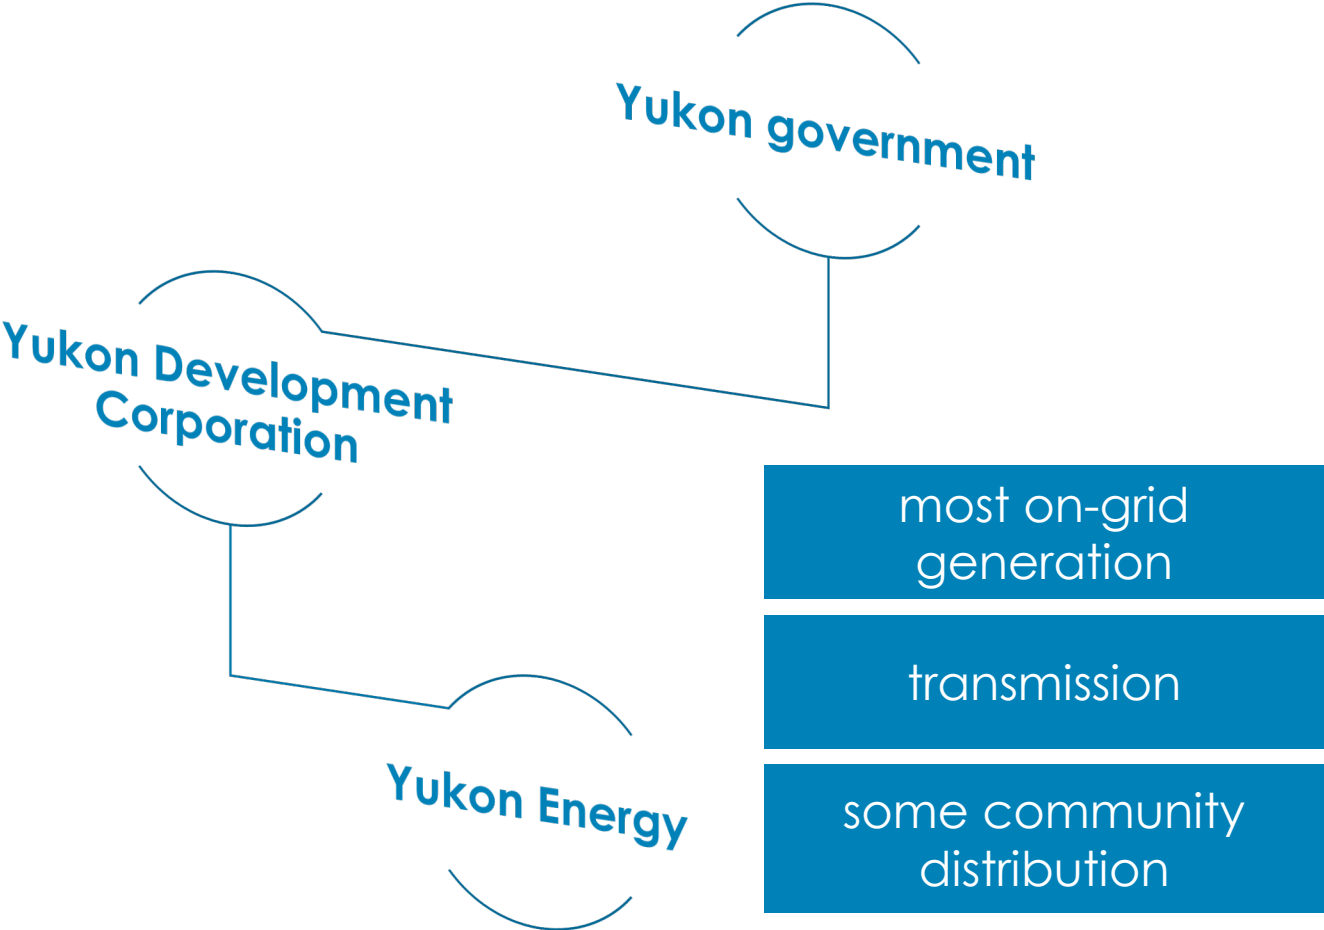 Yukon government
Yukon Development
Corporation
Yukon Energy
most on-grid
generation
transmission
some community
distribution